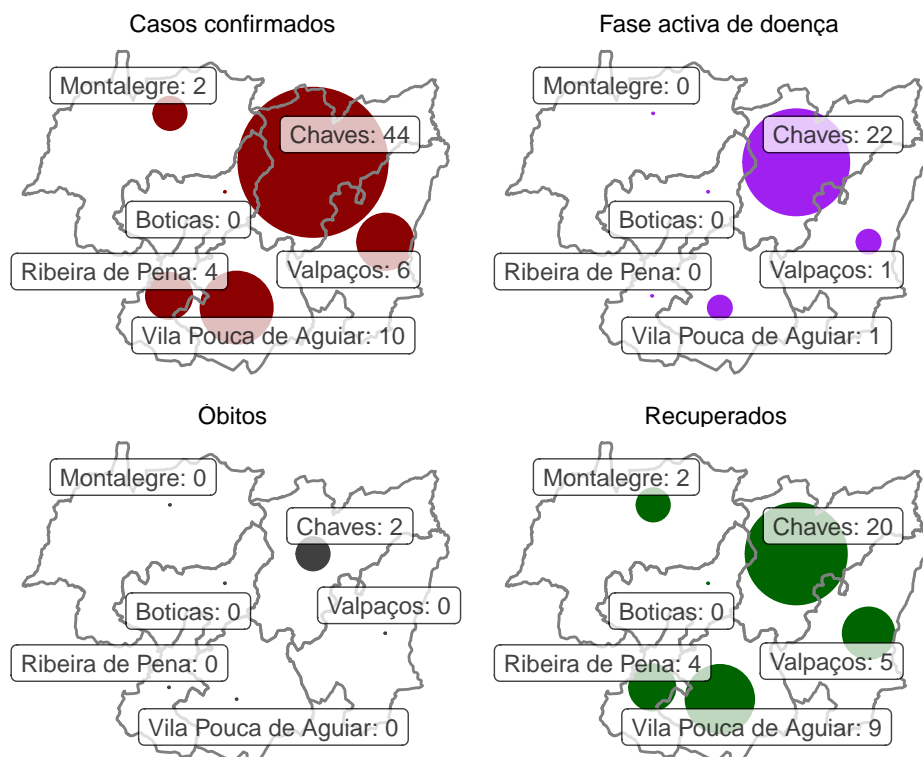 Casos confirmados
Montalegre: 2
Chaves: 44
Boticas: 0
Ribeira de Pena: 4
Valpaços: 6
Vila Pouca de Aguiar: 10
Fase activa de doença
Montalegre: 0
Chaves: 22
Boticas: 0
Ribeira de Pena: 0
Valpaços: 1
Vila Pouca de Aguiar: 1
Óbitos
Montalegre: 0
Chaves: 2
Boticas: 0
Valpaços: 0
Ribeira de Pena: 0
Vila Pouca de Aguiar: 0
Recuperados
Montalegre: 2
Chaves: 20
Boticas: 0
Ribeira de Pena: 4
Valpaços: 5
Vila Pouca de Aguiar: 9